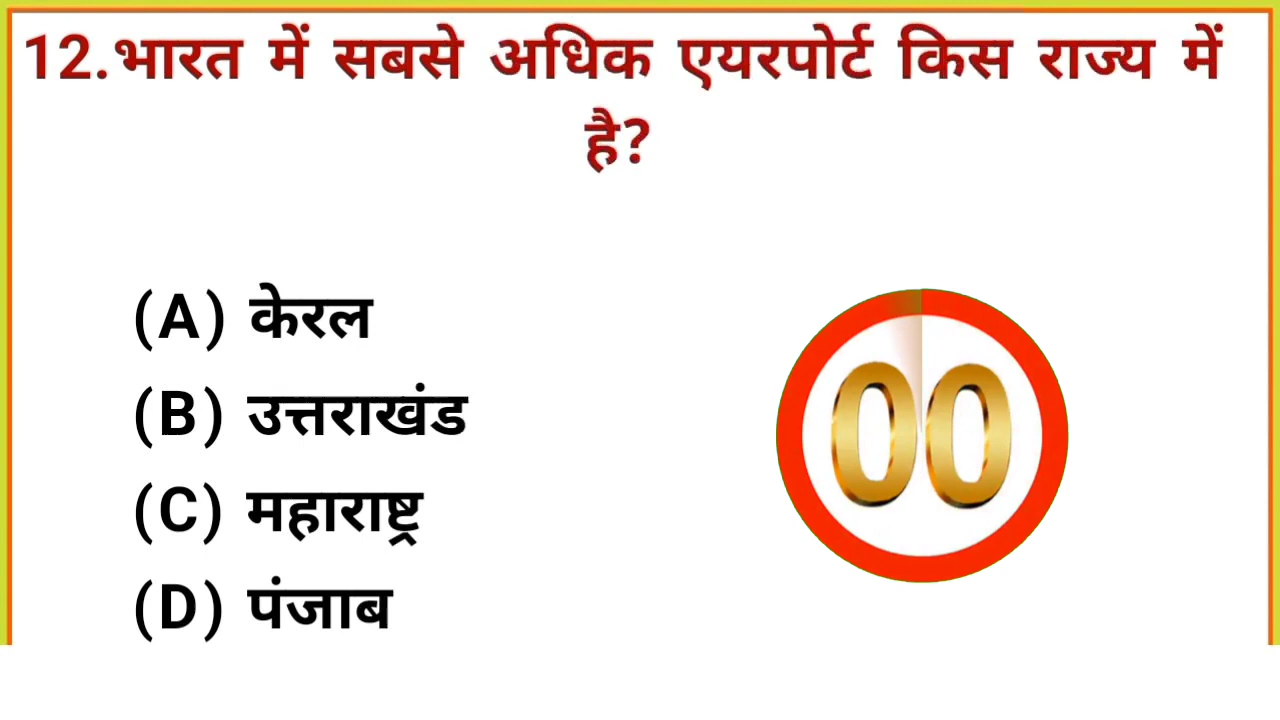 12.भारत में सबसे अधिक एयरपोर्ट किस राज्य में
है?
(A) केरल
(B) उत्तराखंड
(C) महाराष्ट्र
(D) पंजाब
00